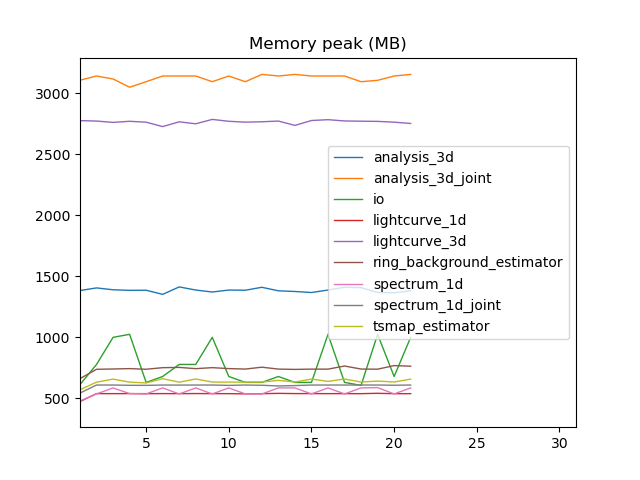 Memory peak (MB)
3000
2500
2000
1500
1000
500
analysis_3d
analysis_3d_joint
io
lightcurve_1d
lightcurve_3d
ring_background_estimator
spectrum_1d
spectrum_1d_joint
tsmap_estimator
5 10 15 20 25 30